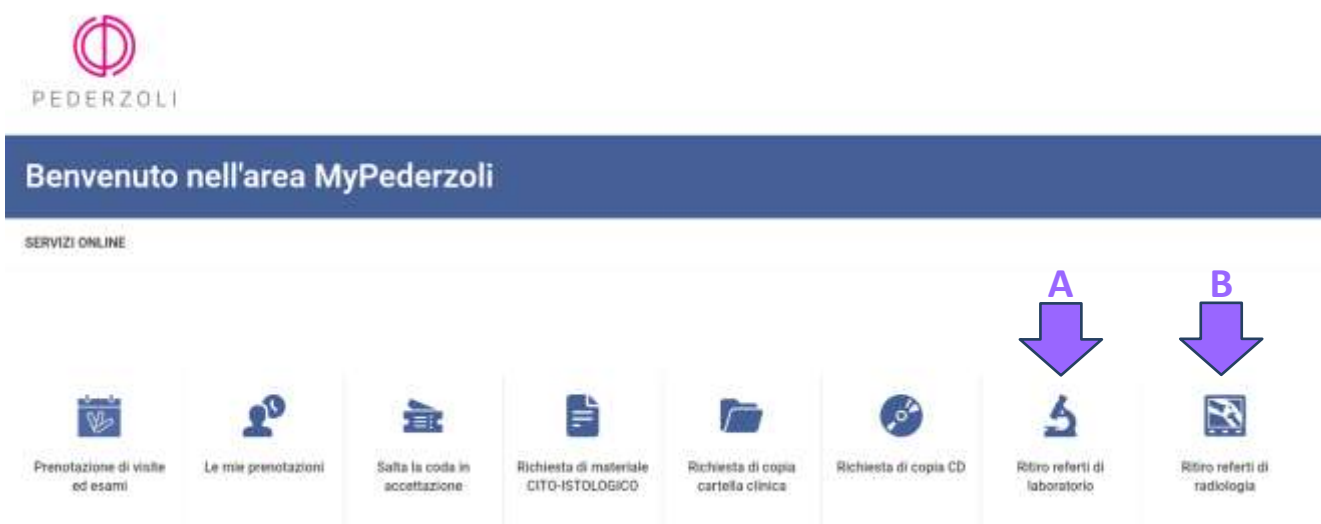 PEDERZOLI
Benvenuto nell'area MyPederzoli
SERVIZI ONLINE
A
B
Prenotazione di visite
ed esami
Le mie prenotazioni
Salta la coda in
accettazione
Richiesta di materiale
CITO-ISTOLOGICO
Richiesta di copia
cartella clinica
Richiesta di copia CD
Ritiro referti di
laboratorio
Ritiro referti di
radiologia